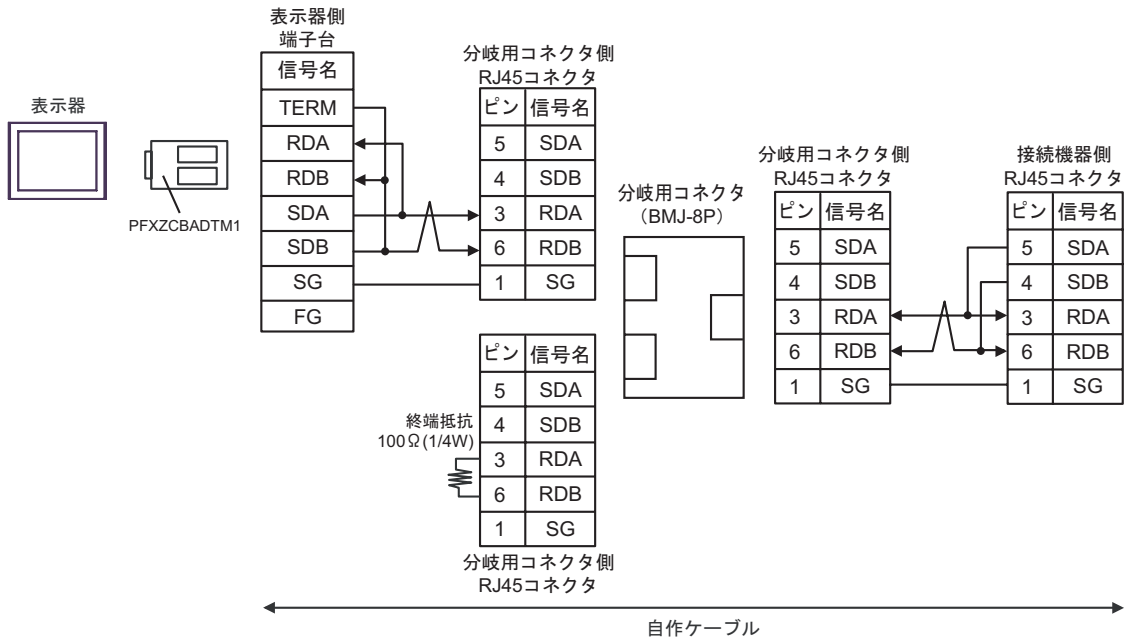 表示器
PFXZCBADTM1
表示器側
端子台
信号名
TERM
RDA
RDB
SDA
SDB
SG
FG
分岐用コネクタ側
RJ45コネクタ
ピン 信号名
5 SDA
4 SDB
3 RDA
6 RDB
1 SG
終端抵抗
100Ω(1/4W)
ピン 信号名
5 SDA
4 SDB
3 RDA
6 RDB
1 SG
分岐用コネクタ側
RJ45コネクタ
分岐用コネクタ
(BMJ-8P)
分岐用コネクタ側
RJ45コネクタ
ピン 信号名
5 SDA
4 SDB
3 RDA
6 RDB
1 SG
接続機器側
RJ45コネクタ
ピン 信号名
5 SDA
4 SDB
3 RDA
6 RDB
1 SG
自作ケーブル